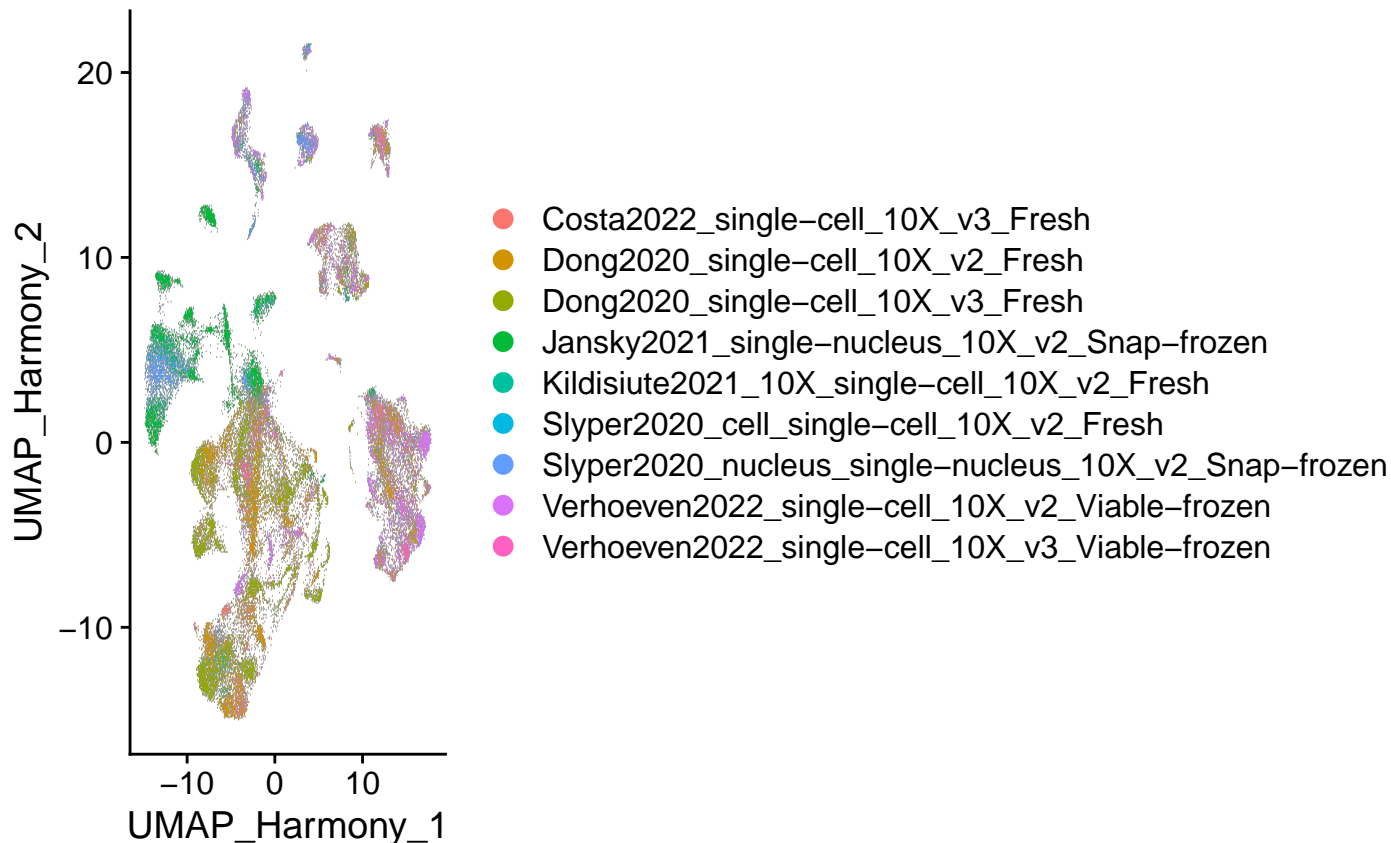 20
10
0
−10
UMAP_Harmony_2
−10 0 10
UMAP_Harmony_1
Costa2022_single−cell_10X_v3_Fresh
Dong2020_single−cell_10X_v2_Fresh
Dong2020_single−cell_10X_v3_Fresh
Jansky2021_single−nucleus_10X_v2_Snap−frozen
Kildisiute2021_10X_single−cell_10X_v2_Fresh
Slyper2020_cell_single−cell_10X_v2_Fresh
Slyper2020_nucleus_single−nucleus_10X_v2_Snap−frozen
Verhoeven2022_single−cell_10X_v2_Viable−frozen
Verhoeven2022_single−cell_10X_v3_Viable−frozen